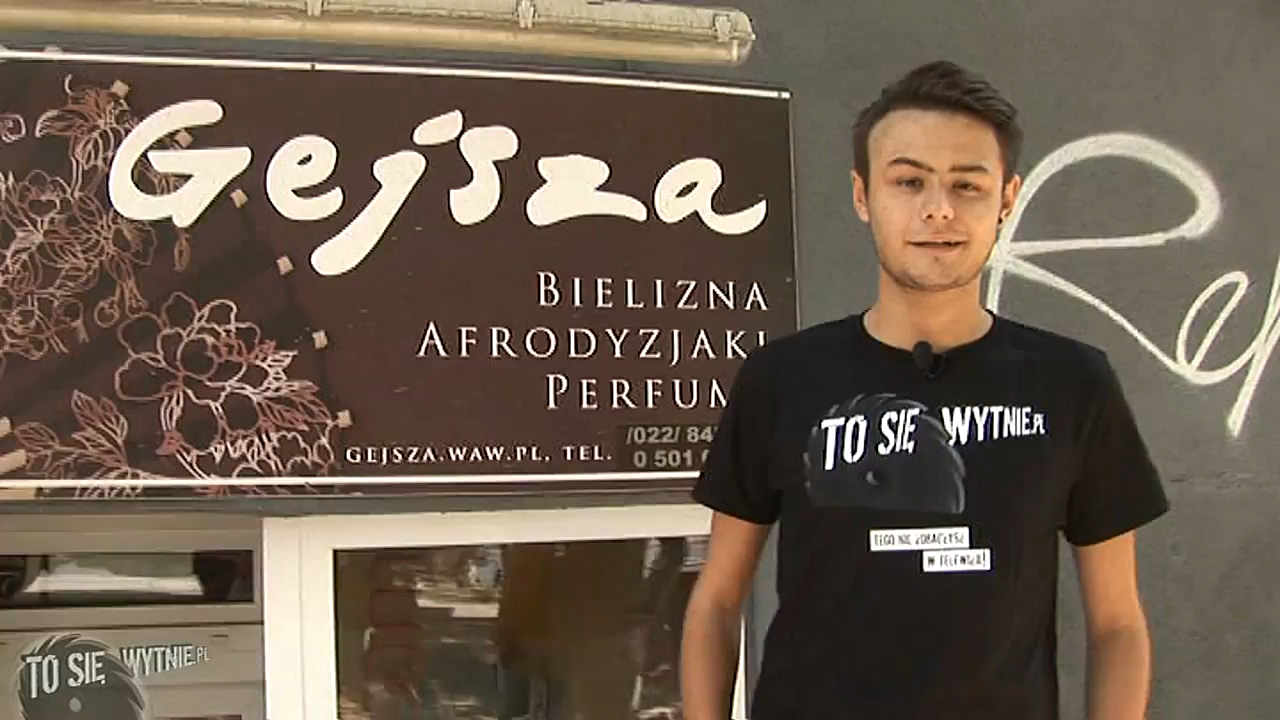 Gejsza
BIELIZNA
AFRODYZJAKI
PERFUM
GEJSZA.WAW.PL, TEL.
/022/ 84
0 501
TO SIĘ WYTNIE.PL
TEGO NIE ZOBACZYSZ
W TELEWIZJI!
Re
TO SIĘ WYTNIE.PL